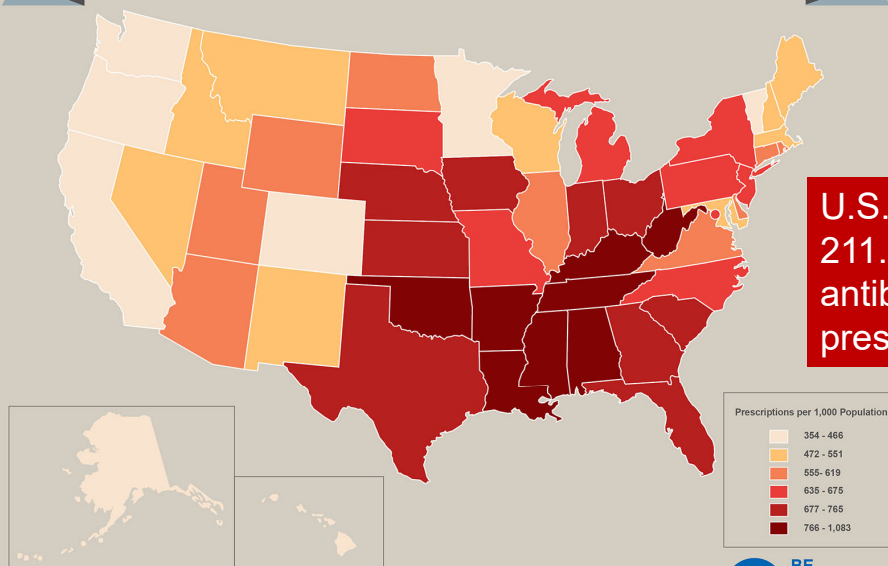 U.S.
211.
antib
pres
Prescriptions per 1,000 Population
354 - 466
472 - 551
555- 619
635 - 675
677 - 765
766 - 1,083
BE